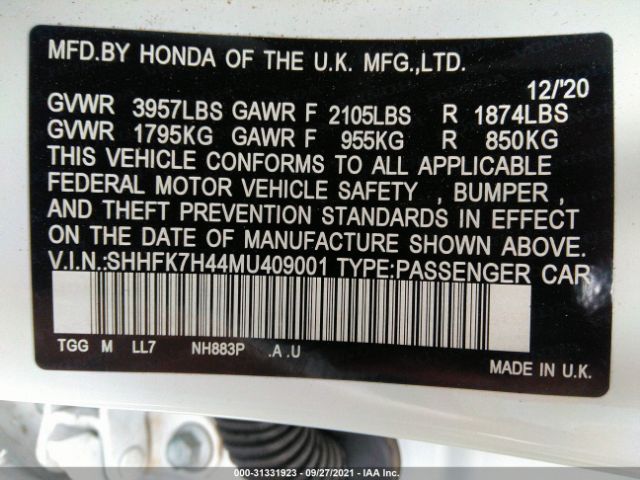 MFD.BY HONDA OF THE U.K. MFG.,LTD.
12/'20
GVWR 3957LBS GAWR F 2105LBS R 1874LBS
GVWR 1795KG GAWR F 955KG R 850KG
THIS VEHICLE CONFORMS TO ALL APPLICABLE
FEDERAL MOTOR VEHICLE SAFETY , BUMPER ,
AND THEFT PREVENTION STANDARDS IN EFFECT
ON THE DATE OF MANUFACTURE SHOWN ABOVE.
V.I.N.:SHHFK7H44MU409001 TYPE:PASSENGER CAR
TGG M LL7 NH883P .A .U
MADE IN U.K.
000-31331923 - 09/27/2021 - IAA Inc.